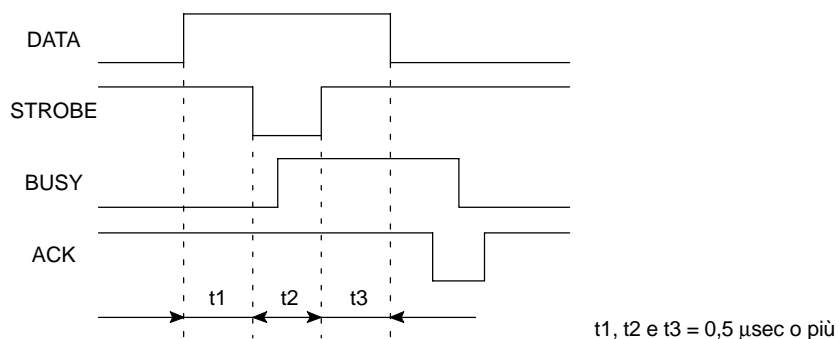 DATA
STROBE
BUSY
ACK
t1 t2 t3
t1, t2 e t3 = 0,5 μsec o più